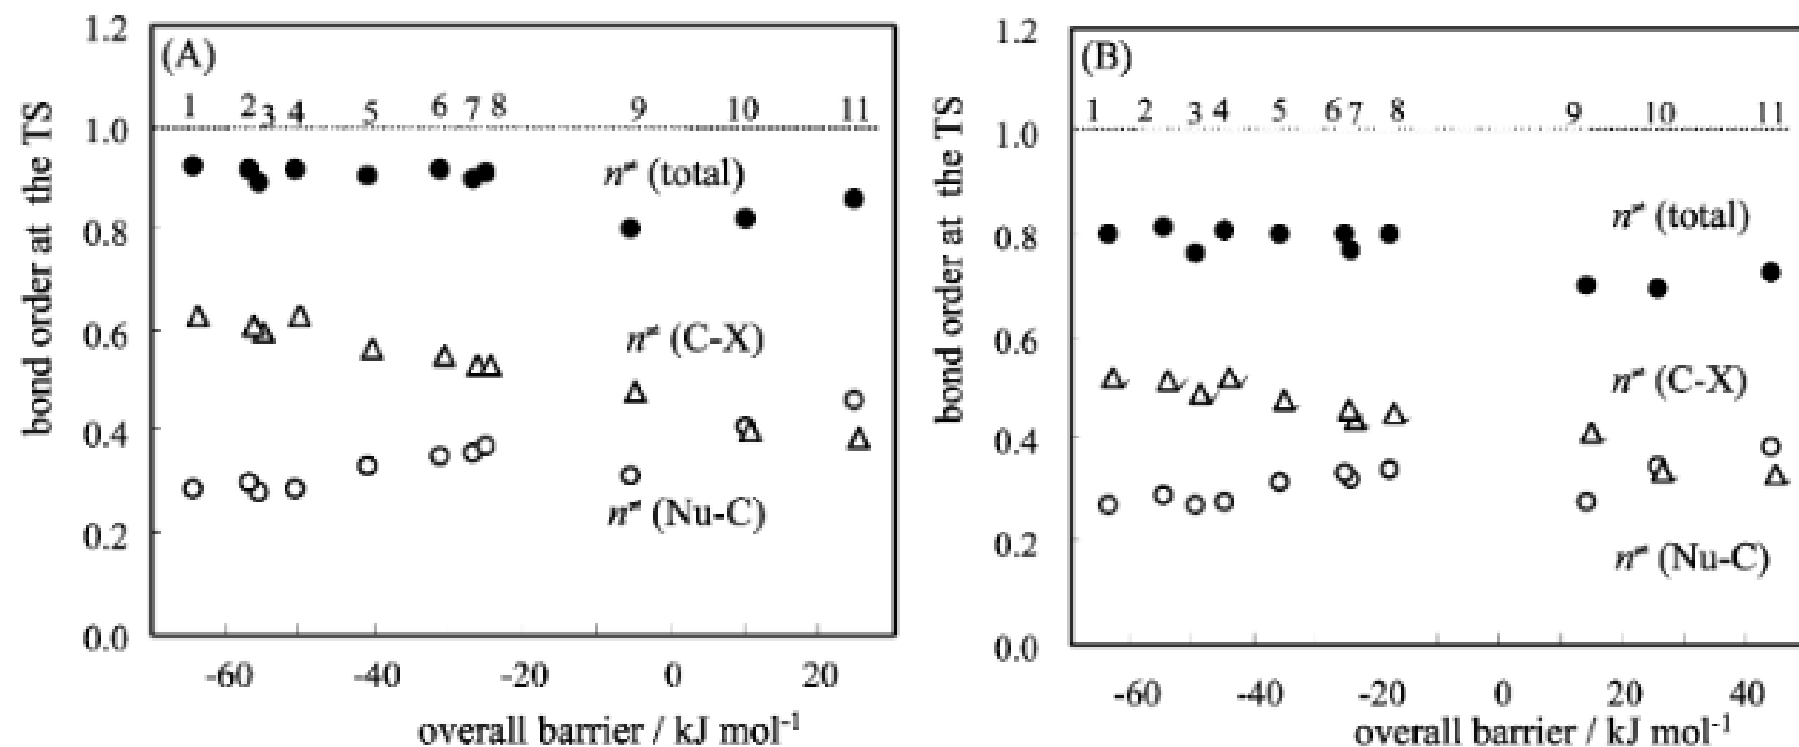 (A)
1 2 3 4 5 6 7 8 9 10 11
1.2
1.0
0.8
0.6
0.4
0.2
0.0
bond order at the TS
n≠ (total)
n≠ (C-X)
n≠ (Nu-C)
-60 -40 -20 0 20
overall barrier / kJ mol-1
(B)
1 2 3 4 5 6 7 8 9 10 11
1.2
1.0
0.8
0.6
0.4
0.2
0.0
bond order at the TS
n≠ (total)
n≠ (C-X)
n≠ (Nu-C)
-60 -40 -20 0 20 40
overall barrier / kJ mol-1